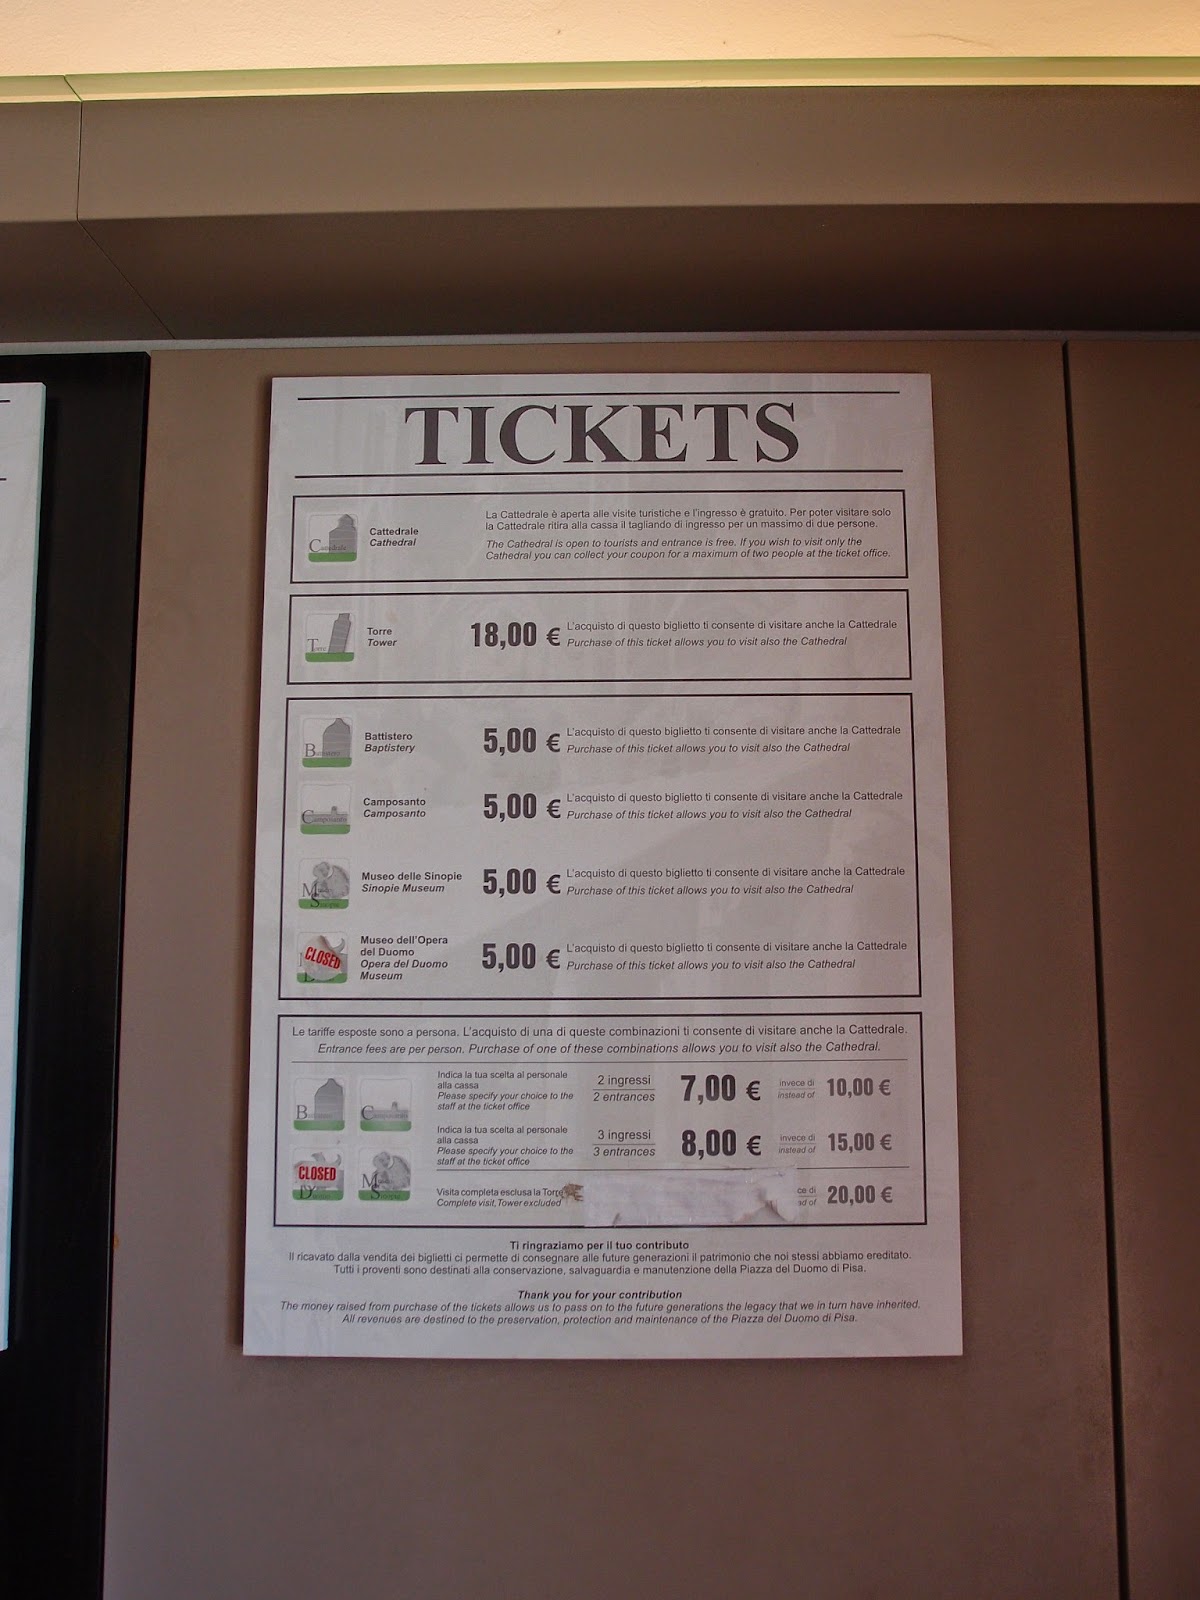 TICKETS
Cattedrale
Cathedral
La Cattedrale è aperta alle visite turistiche e l'ingresso è gratuito. Per poter visitare solo
la Cattedrale ritira alla cassa il tagliando di ingresso per un massimo di due persone.
The Cathedral is open to tourists and entrance is free. If you wish to visit only the
Cathedral you can collect your coupon for a maximum of two people at the ticket office.
Cattedrale
Torre
Tower
Torre
18,00 €
L'acquisto di questo biglietto ti consente di visitare anche la Cattedrale
Purchase of this ticket allows you to visit also the Cathedral
Battistero
Baptistery
5,00 €
L'acquisto di questo biglietto ti consente di visitare anche la Cattedrale
Purchase of this ticket allows you to visit also the Cathedral
Camposanto
Camposanto
Camposanto
5,00 €
L'acquisto di questo biglietto ti consente di visitare anche la Cattedrale
Purchase of this ticket allows you to visit also the Cathedral
Museo delle Sinopie
Sinopie Museum
5,00 €
L'acquisto di questo biglietto ti consente di visitare anche la Cattedrale
Purchase of this ticket allows you to visit also the Cathedral
CLOSED
Museo dell'Opera
del Duomo
Opera del Duomo
Museum
5,00 €
L'acquisto di questo biglietto ti consente di visitare anche la Cattedrale
Purchase of this ticket allows you to visit also the Cathedral
Le tariffe esposte sono a persona. L'acquisto di una di queste combinazioni ti consente di visitare anche la Cattedrale.
Entrance fees are per person. Purchase of one of these combinations allows you to visit also the Cathedral.
Indica la tua scelta al personale
alla cassa
Please specify your choice to the
staff at the ticket office
2 ingressi
2 entrances
7,00 €
invece di
instead of
10,00 €
Indica la tua scelta al personale
alla cassa
Please specify your choice to the
staff at the ticket office
3 ingressi
3 entrances
8,00 €
invece di
instead of
15,00 €
CLOSED
Visita completa esclusa la Torre
Complete visit, Tower excluded
ce di
ad of
20,00 €
Ti ringraziamo per il tuo contributo
Il ricavato dalla vendita dei biglietti ci permette di consegnare alle future generazioni il patrimonio che noi stessi abbiamo ereditato.
Tutti i proventi sono destinati alla conservazione, salvaguardia e manutenzione della Piazza del Duomo di Pisa.
Thank you for your contribution
The money raised from purchase of the tickets allows us to pass on to the future generations the legacy that we in turn have inherited.
All revenues are destined to the preservation, protection and maintenance of the Piazza del Duomo di Pisa.